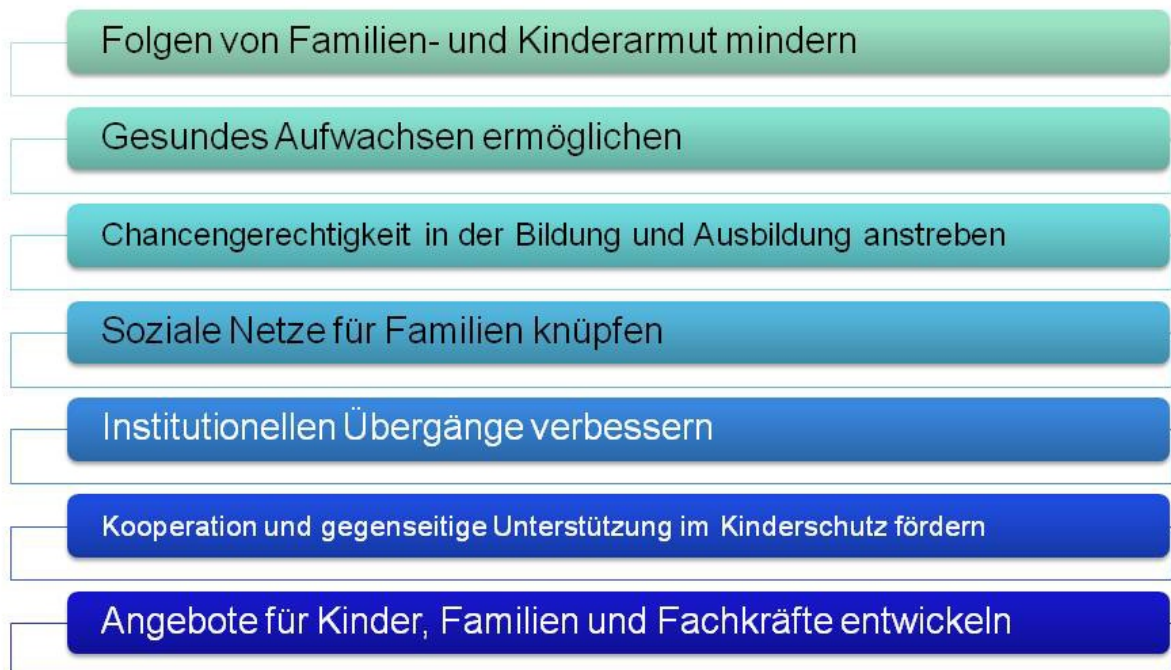 Folgen von Familien- und Kinderarmut mindern
Gesundes Aufwachsen ermöglichen
Chancengerechtigkeit in der Bildung und Ausbildung anstreben
Soziale Netze für Familien knüpfen
Institutionellen Übergänge verbessern
Kooperation und gegenseitige Unterstützung im Kinderschutz fördern
Angebote für Kinder, Familien und Fachkräfte entwickeln